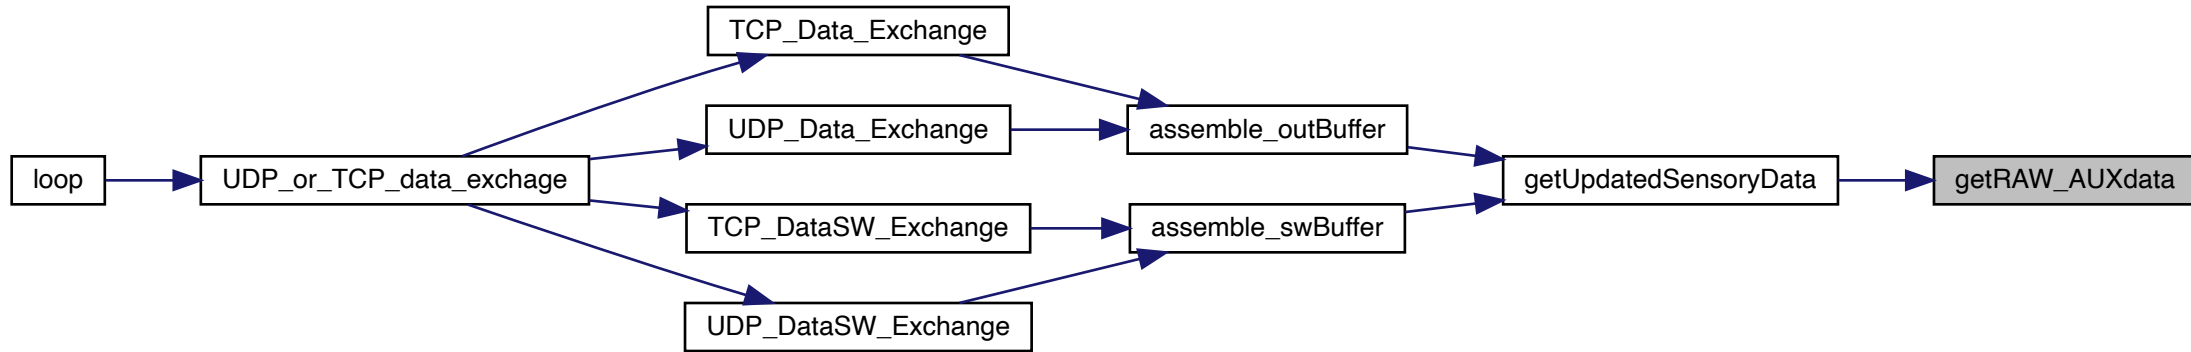 TCP_Data_Exchange
UDP_Data_Exchange
assemble_outBuffer
loop
UDP_or_TCP_data_exchage
getUpdatedSensoryData
getRAW_AUXdata
TCP_DataSW_Exchange
assemble_swBuffer
UDP_DataSW_Exchange